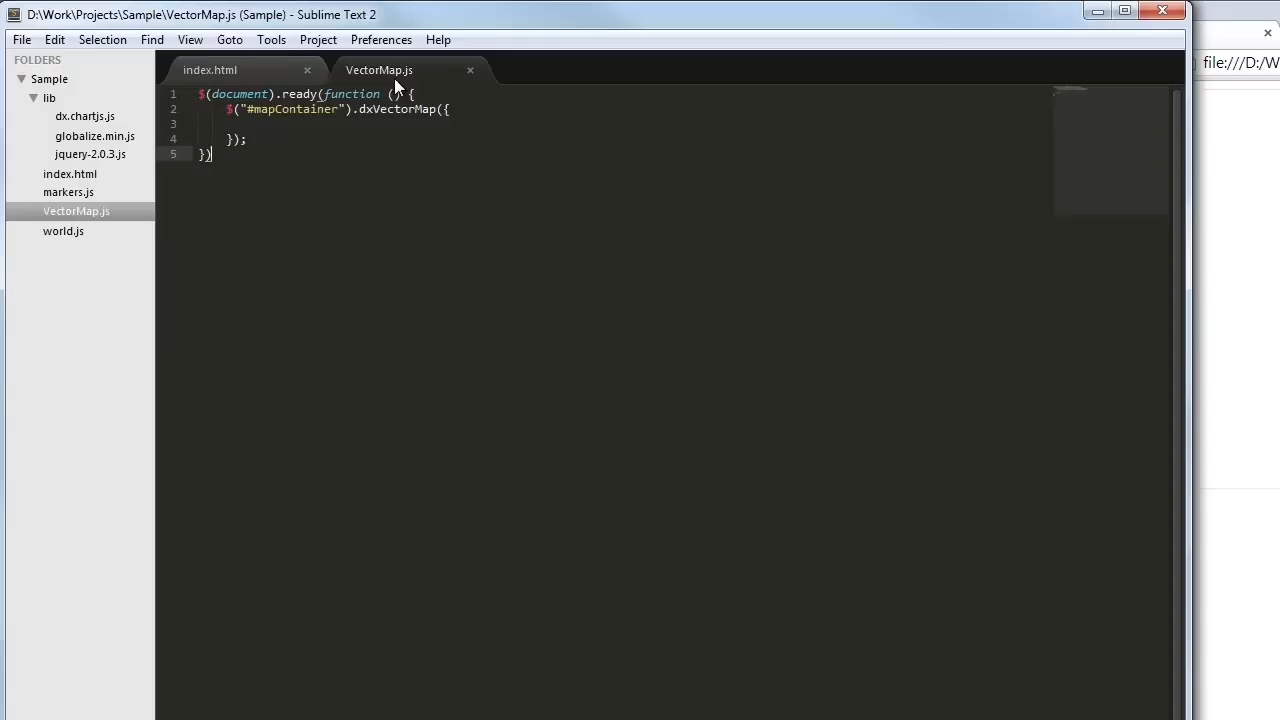 D:\Work\Projects\Sample\VectorMap.js (Sample) - Sublime Text 2
File Edit Selection Find View Goto Tools Project Preferences Help
file:///D:/W
FOLDERS
Sample
lib
dx.chartjs.js
globalize.min.js
jquery-2.0.3.js
index.html
markers.js
VectorMap.js
world.js
index.html
VectorMap.js
1 $(document).ready(function () {
2 $("#mapContainer").dxVectorMap({
3
4 });
5 })